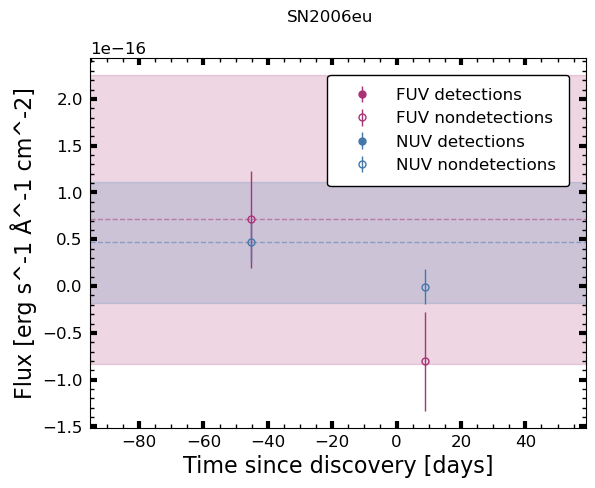 SN2006eu
1e−16
FUV detections
FUV nondetections
NUV detections
NUV nondetections
2.0
1.5
1.0
0.5
0.0
−0.5
−1.0
−1.5
Flux [erg s^-1 Å^-1 cm^-2]
−80 −60 −40 −20 0 20 40
Time since discovery [days]